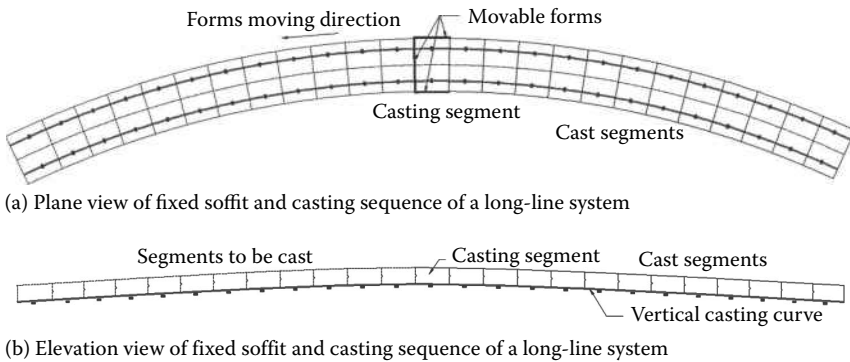 Forms moving direction
Movable forms
Casting segment
Cast segments
(a) Plane view of fixed soffit and casting sequence of a long-line system
Segments to be cast
Casting segment
Cast segments
Vertical casting curve
(b) Elevation view of fixed soffit and casting sequence of a long-line system